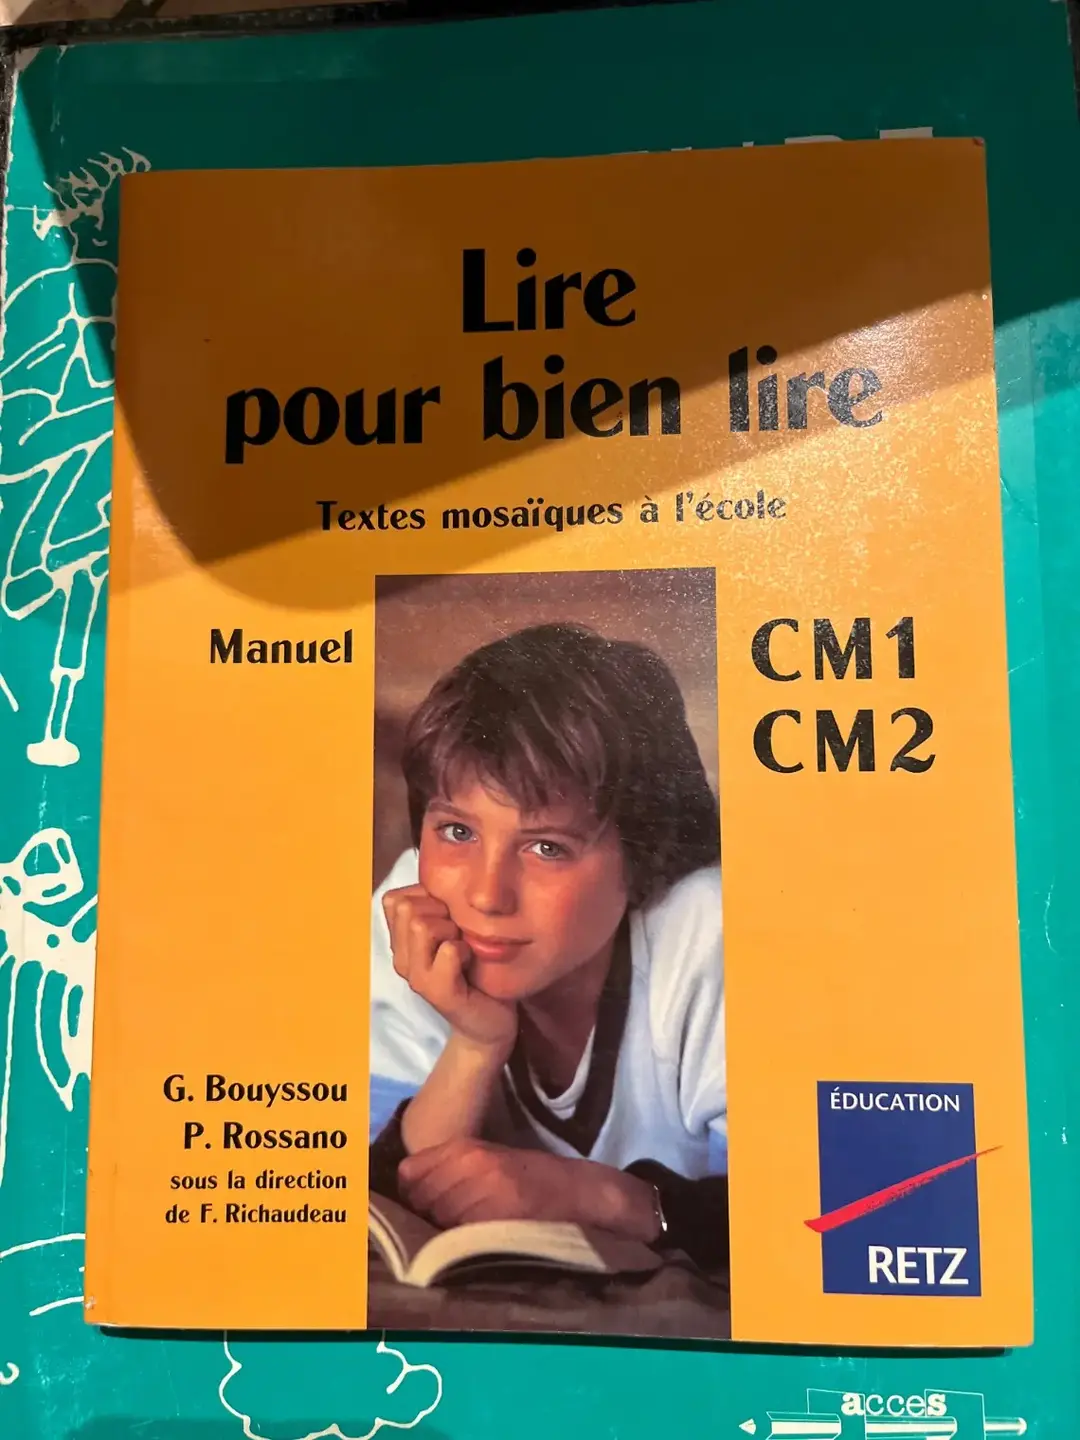 Lire
pour bien lire
Textes mosaïques à l'école
Manuel
CM1
CM2
G. Bouyssou
P. Rossano
sous la direction
de F. Richaudeau
ÉDUCATION
RETZ
acces